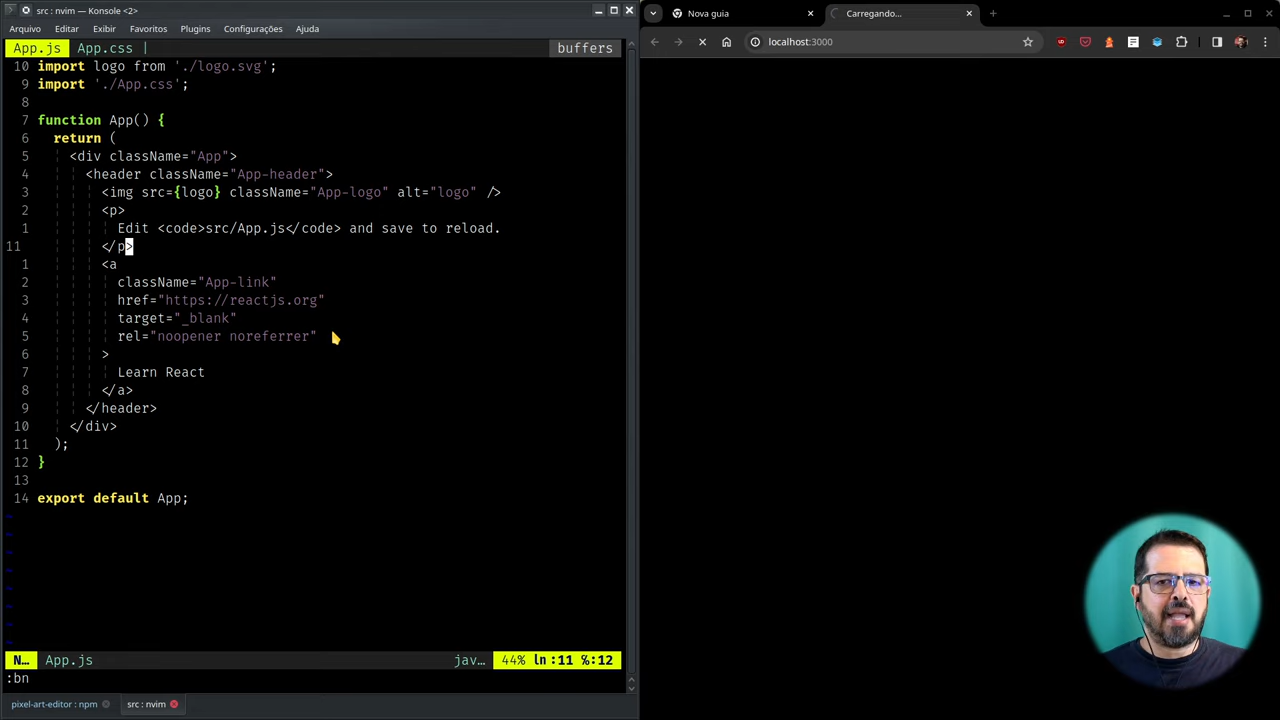 src : nvim — Konsole <2>
Arquivo Editar Exibir Favoritos Plugins Configurações Ajuda
App.js App.css | buffers
10 import logo from './logo.svg';
9 import './App.css';
8
7 function App() {
6 return (
5 <div className="App">
4 <header className="App-header">
3 <img src={logo} className="App-logo" alt="logo" />
2 <p>
1 Edit <code>src/App.js</code> and save to reload.
11 </p>
1 <a
2 className="App-link"
3 href="https://reactjs.org"
4 target="_blank"
5 rel="noopener noreferrer"
6 >
7 Learn React
8 </a>
9 </header>
10 </div>
11 );
12 }
13
14 export default App;
~
~
~
~
~
~
~
~
N… App.js jav… 44% ln:11 %:12
:bn
pixel-art-editor : npm
src : nvim
Nova guia
Carregando...
localhost:3000